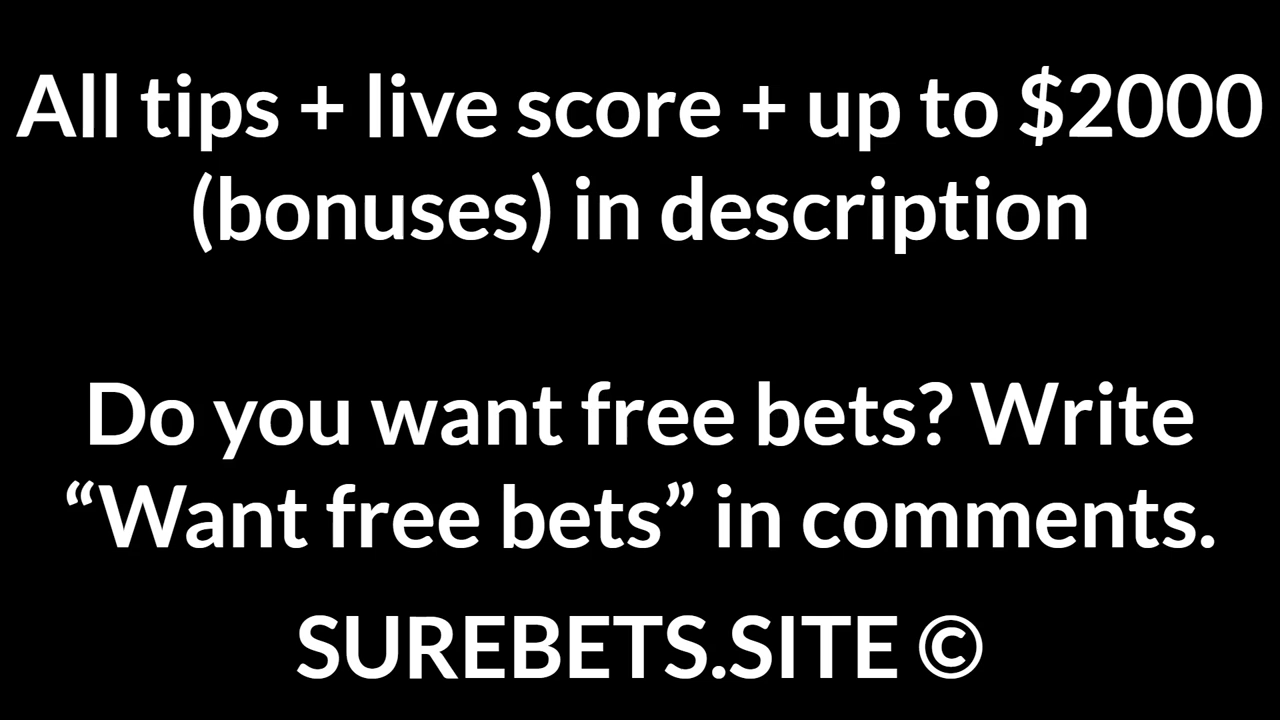 All tips + live score + up to $2000
(bonuses) in description
Do you want free bets? Write
“Want free bets” in comments.
SUREBETS.SITE ©